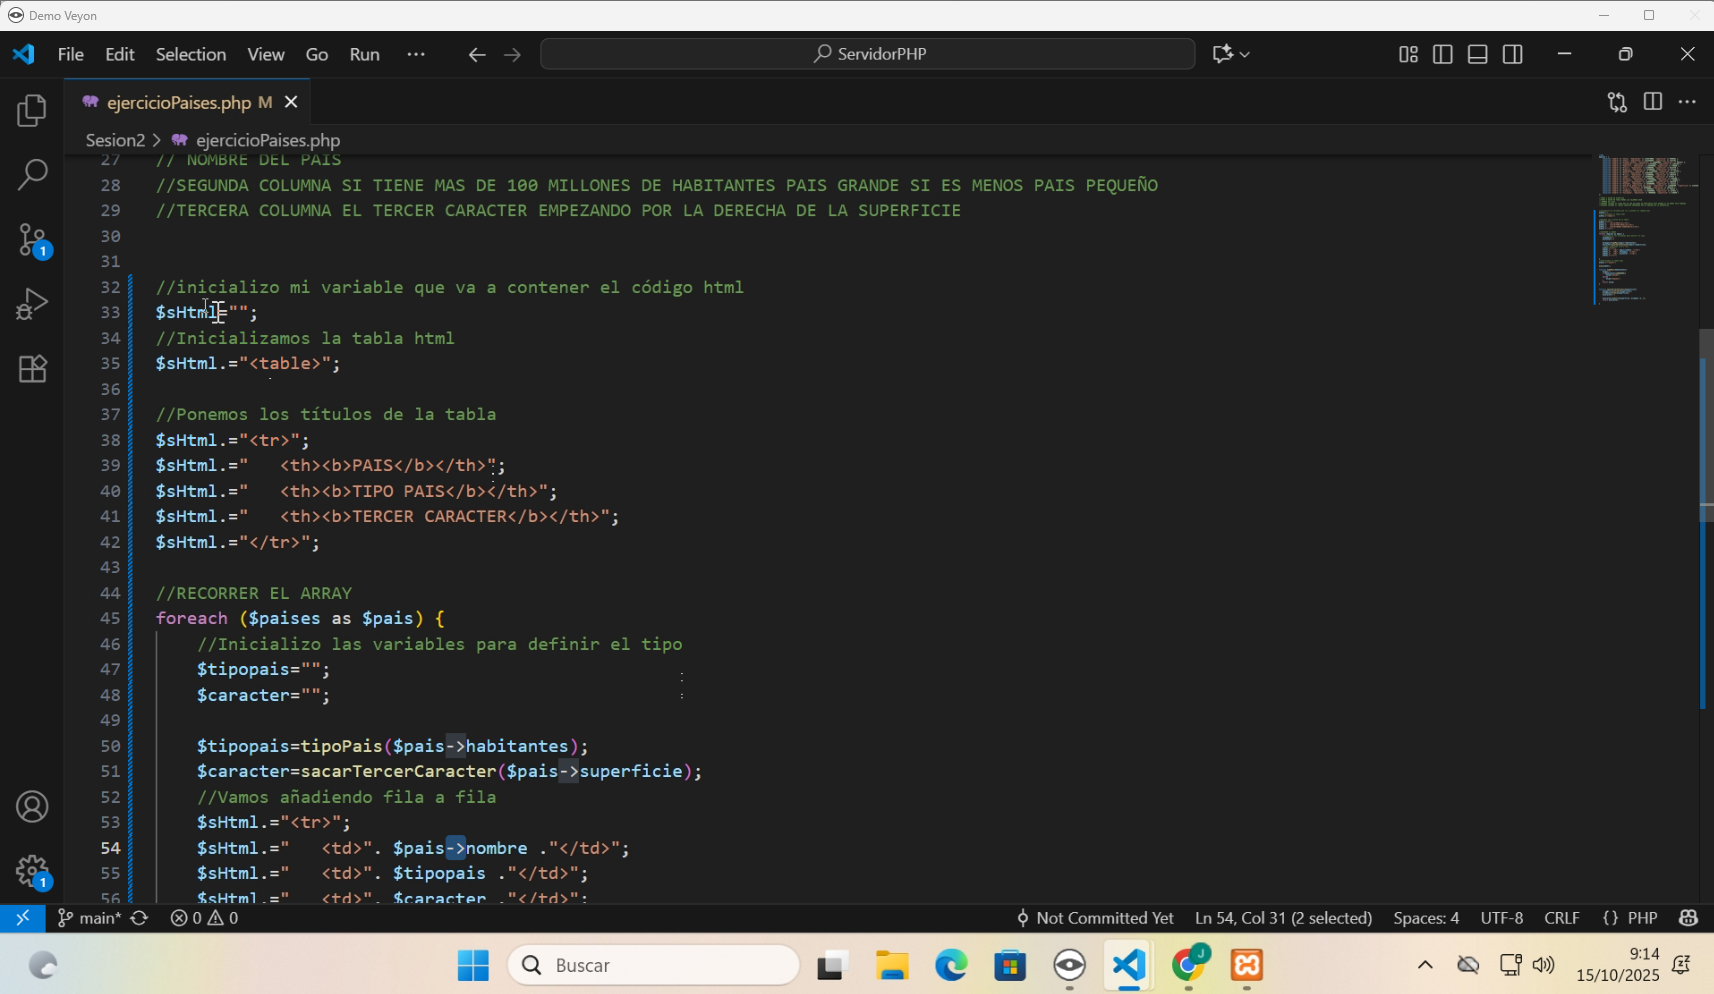 Demo Veyon
File Edit Selection View Go Run ··· ServidorPHP
ejercicioPaises.php M
Sesion2 > ejercicioPaises.php
27 // NOMBRE DEL PAIS
28 //SEGUNDA COLUMNA SI TIENE MAS DE 100 MILLONES DE HABITANTES PAIS GRANDE SI ES MENOS PAIS PEQUEÑO
29 //TERCERA COLUMNA EL TERCER CARACTER EMPEZANDO POR LA DERECHA DE LA SUPERFICIE
30
31
32 //inicializo mi variable que va a contener el código html
33 $sHtml="";
34 //Inicializamos la tabla html
35 $sHtml.="<table>";
36
37 //Ponemos los títulos de la tabla
38 $sHtml.="<tr>";
39 $sHtml.="   <th><b>PAIS</b></th>";
40 $sHtml.="   <th><b>TIPO PAIS</b></th>";
41 $sHtml.="   <th><b>TERCER CARACTER</b></th>";
42 $sHtml.="</tr>";
43
44 //RECORRER EL ARRAY
45 foreach ($paises as $pais) {
46     //Inicializo las variables para definir el tipo
47     $tipopais="";
48     $caracter="";
49
50     $tipopais=tipoPais($pais->habitantes);
51     $caracter=sacarTercerCaracter($pais->superficie);
52     //Vamos añadiendo fila a fila
53     $sHtml.="<tr>";
54     $sHtml.="   <td>". $pais->nombre ."</td>";
55     $sHtml.="   <td>". $tipopais ."</td>";
56     $sHtml.="   <td>". $caracter ."</td>";
1
1
main* 0 0 Not Committed Yet Ln 54, Col 31 (2 selected) Spaces: 4 UTF-8 CRLF {} PHP
Buscar
J
9:14
15/10/2025